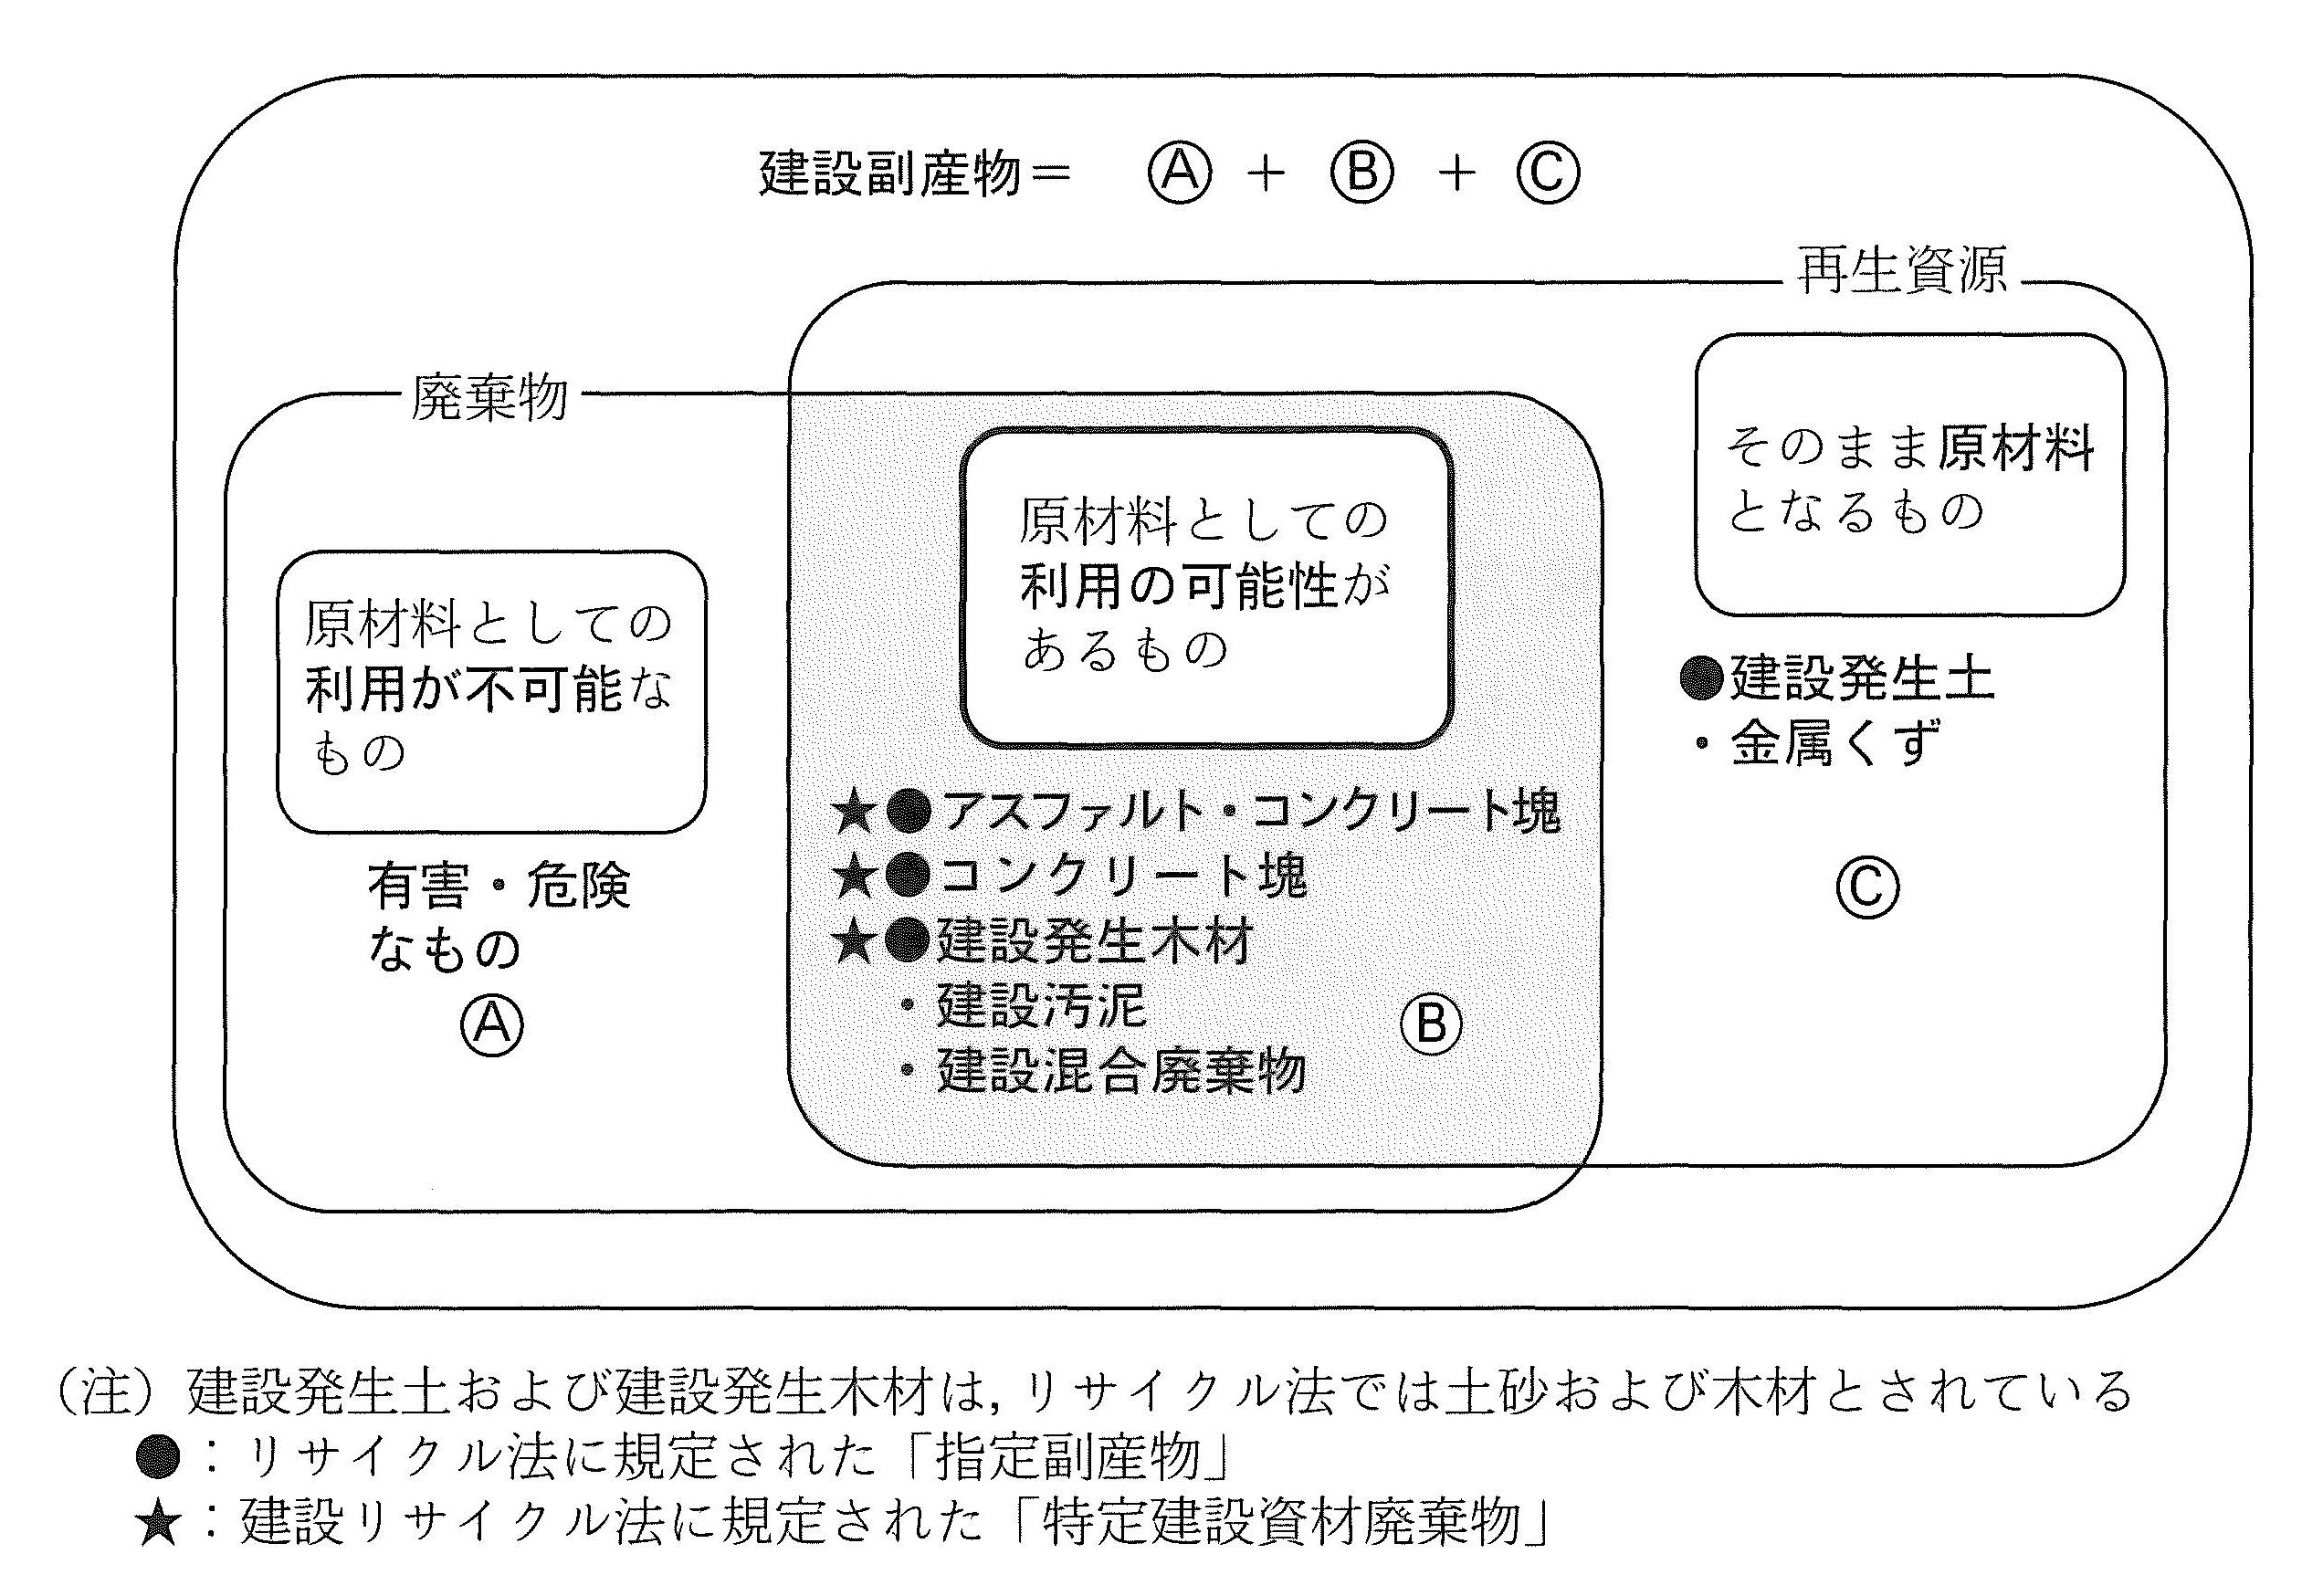 建設副産物＝ Ⓐ ＋ Ⓑ ＋ Ⓒ
再生資源
廃棄物
原材料としての
利用が不可能な
もの
有害・危険
なもの
Ⓐ
原材料としての
利用の可能性が
あるもの
★●アスファルト・コンクリート塊
★●コンクリート塊
★●建設発生木材
・建設汚泥
・建設混合廃棄物
Ⓑ
そのまま原材料
となるもの
●建設発生土
・金属くず
Ⓒ
（注）建設発生土および建設発生木材は，リサイクル法では土砂および木材とされている
●：リサイクル法に規定された「指定副産物」
★：建設リサイクル法に規定された「特定建設資材廃棄物」